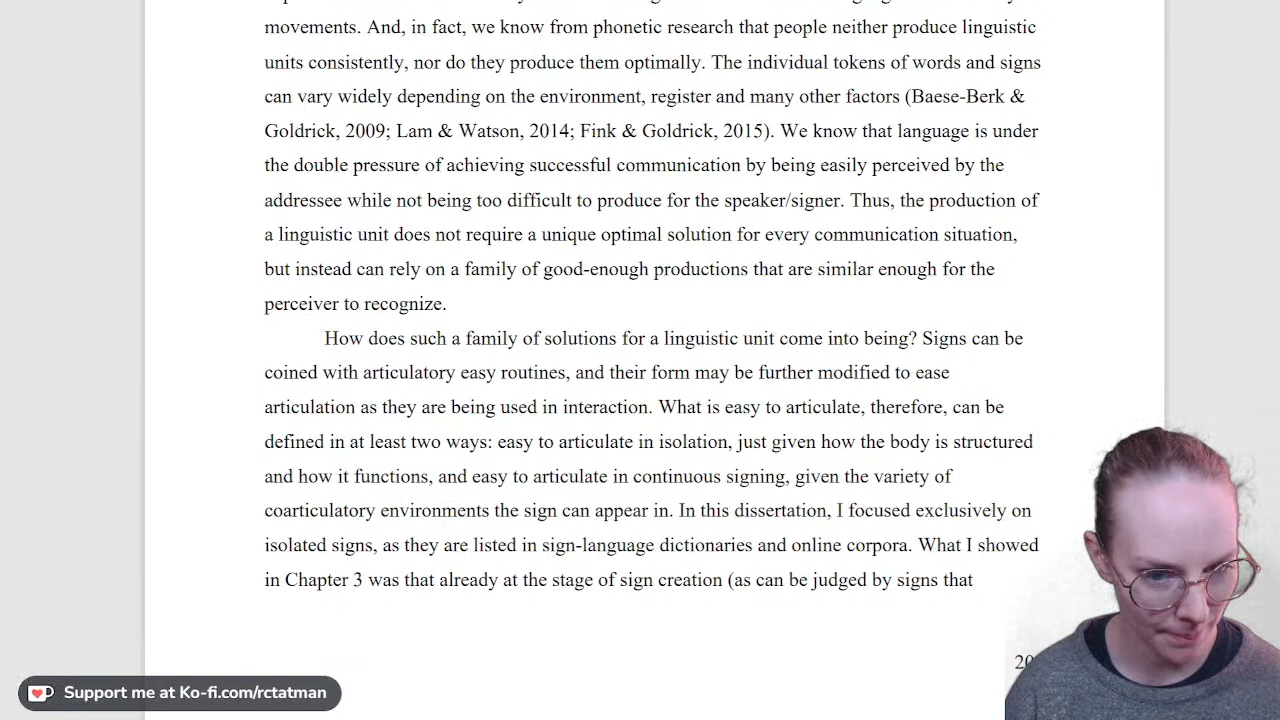 movements. And, in fact, we know from phonetic research that people neither produce linguistic
units consistently, nor do they produce them optimally. The individual tokens of words and signs
can vary widely depending on the environment, register and many other factors (Baese-Berk &
Goldrick, 2009; Lam & Watson, 2014; Fink & Goldrick, 2015). We know that language is under
the double pressure of achieving successful communication by being easily perceived by the
addressee while not being too difficult to produce for the speaker/signer. Thus, the production of
a linguistic unit does not require a unique optimal solution for every communication situation,
but instead can rely on a family of good-enough productions that are similar enough for the
perceiver to recognize.
How does such a family of solutions for a linguistic unit come into being? Signs can be
coined with articulatory easy routines, and their form may be further modified to ease
articulation as they are being used in interaction. What is easy to articulate, therefore, can be
defined in at least two ways: easy to articulate in isolation, just given how the body is structured
and how it functions, and easy to articulate in continuous signing, given the variety of
coarticulatory environments the sign can appear in. In this dissertation, I focused exclusively on
isolated signs, as they are listed in sign-language dictionaries and online corpora. What I showed
in Chapter 3 was that already at the stage of sign creation (as can be judged by signs that
Support me at Ko-fi.com/rctatman